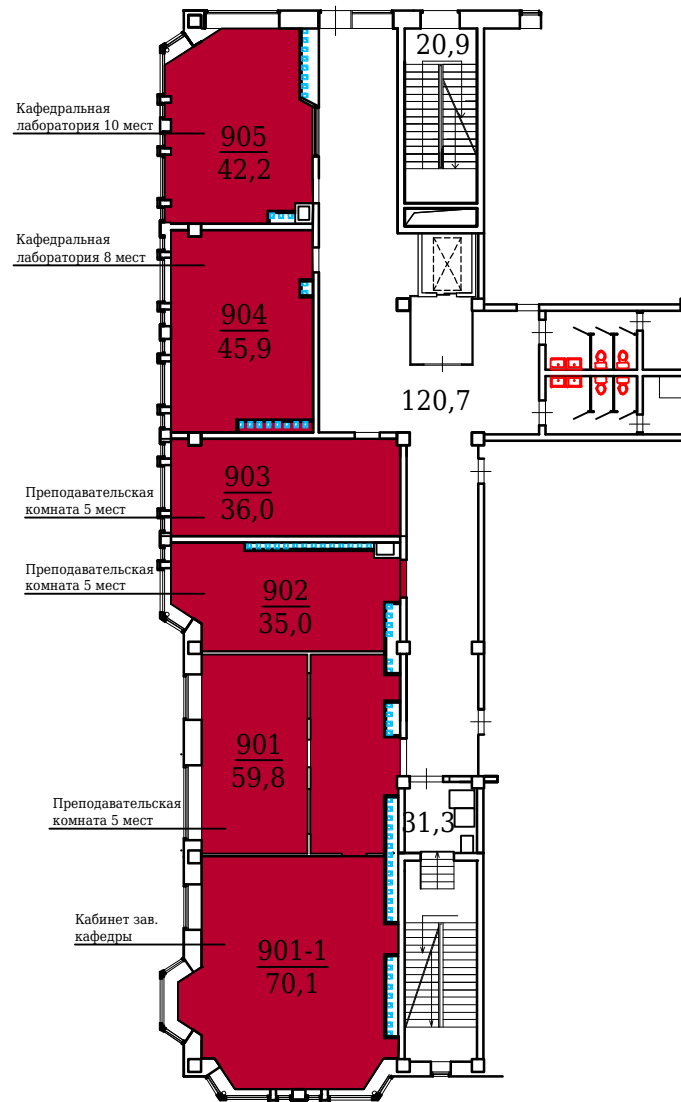 20,9
Кафедральная
лаборатория 10 мест
905
42,2
Кафедральная
лаборатория 8 мест
904
45,9
120,7
903
36,0
Преподавательская
комната 5 мест
Преподавательская
комната 5 мест
902
35,0
901
59,8
Преподавательская
комната 5 мест
31,3
Кабинет зав.
кафедры
901-1
70,1